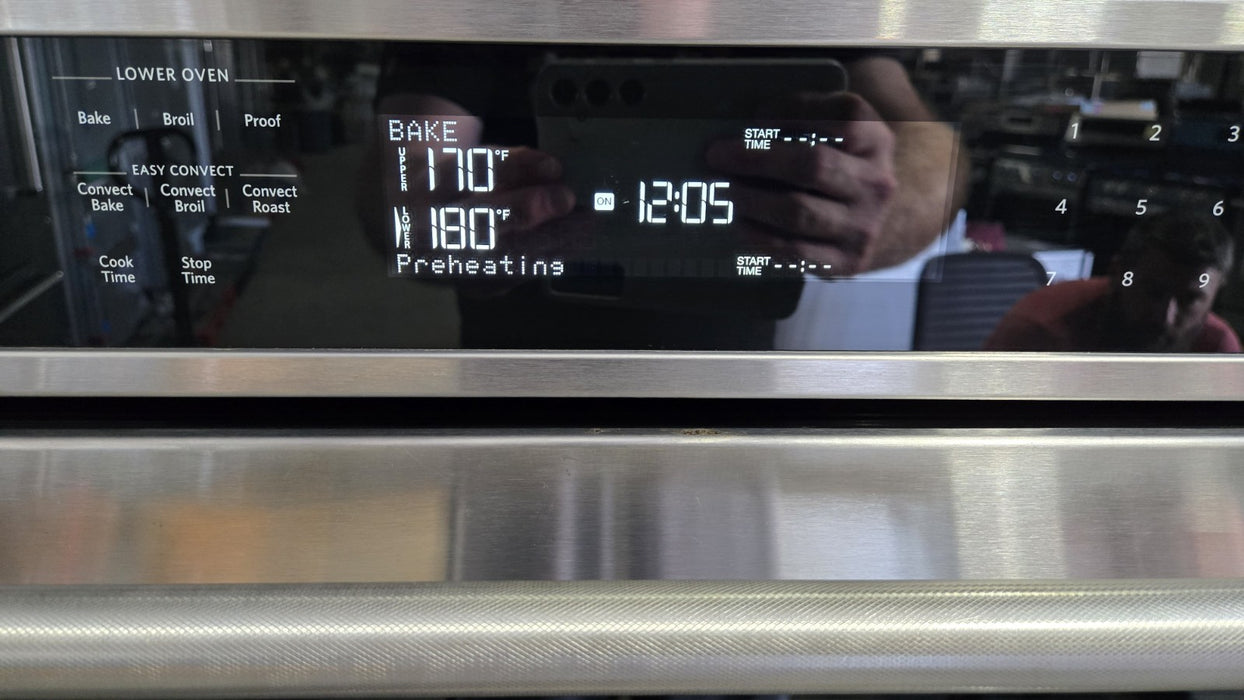 LOWER OVEN
Bake | Broil | Proof
EASY CONVECT
Convect Bake | Convect Broil | Convect Roast
Cook Time
Stop Time
BAKE
UPPER 170°F
LOWER 180°F
Preheating
ON
12:05
START TIME --:--
START TIME --:--
1 2 3
4 5 6
7 8 9